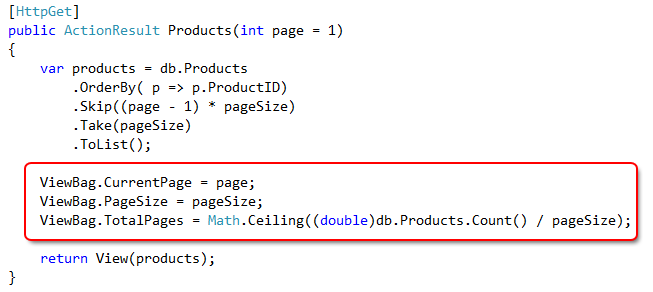 [HttpGet]
public ActionResult Products(int page = 1)
{
    var products = db.Products
        .OrderBy( p => p.ProductID)
        .Skip((page - 1) * pageSize)
        .Take(pageSize)
        .ToList();

    ViewBag.CurrentPage = page;
    ViewBag.PageSize = pageSize;
    ViewBag.TotalPages = Math.Ceiling((double)db.Products.Count() / pageSize);

    return View(products);
}